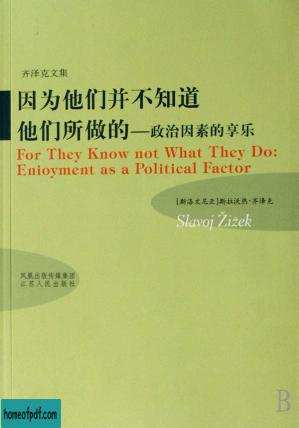 齐泽克文集
因为他们并不知道
他们所做的—政治因素的享乐
For They Know not What They Do:
Enioyment as a Political Factor
[斯洛文尼亚]斯拉沃热·齐泽克
Slavoj Žižek
凤凰出版传媒集团
江苏人民出版社
B
homeofpdf.com